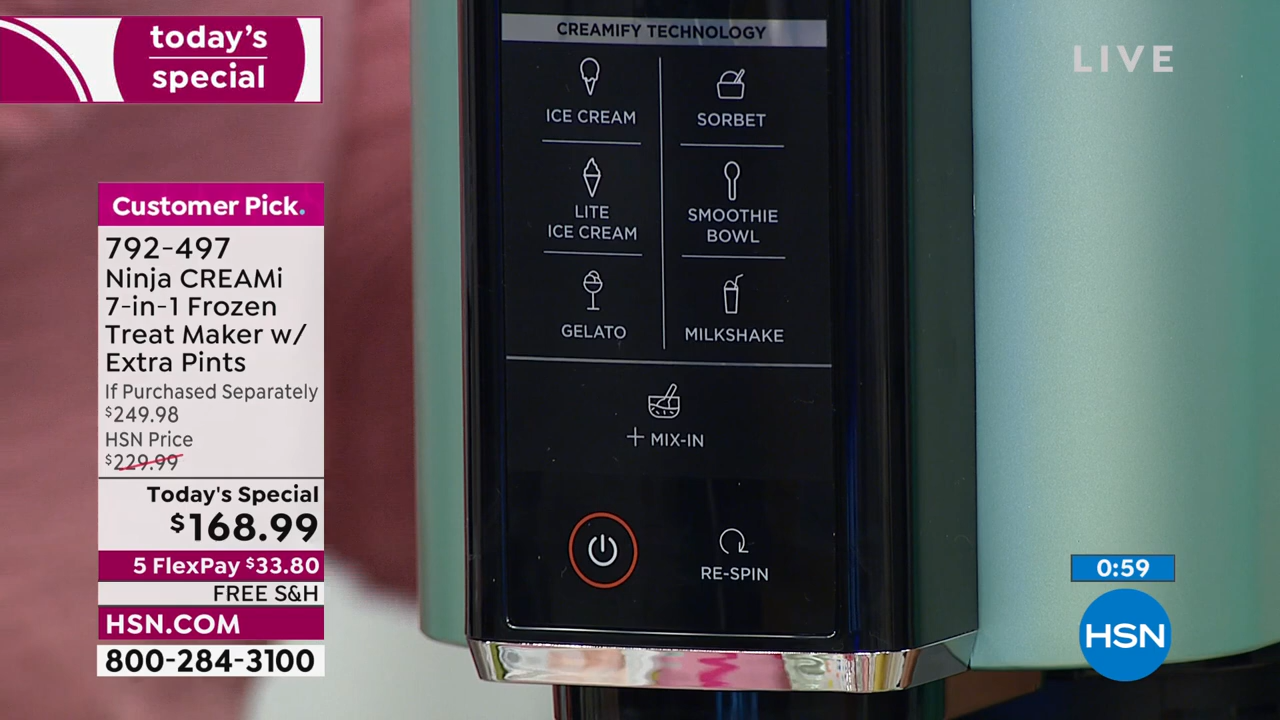 today's
special
Customer Pick.
792-497
Ninja CREAMi
7-in-1 Frozen
Treat Maker w/
Extra Pints
If Purchased Separately
$249.98
HSN Price
$229.99
Today's Special
$168.99
5 FlexPay $33.80
FREE S&H
HSN.COM
800-284-3100
CREAMIFY TECHNOLOGY
ICE CREAM
SORBET
LITE
ICE CREAM
SMOOTHIE
BOWL
GELATO
MILKSHAKE
+ MIX-IN
RE-SPIN
LIVE
0:59
HSN